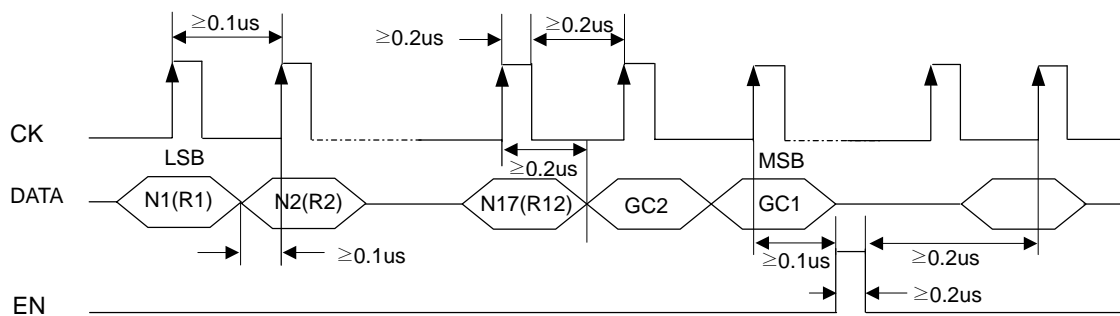 ≥0.1us
≥0.2us
≥0.2us
CK
LSB
≥0.2us
MSB
DATA
N1(R1)
N2(R2)
N17(R12)
GC2
GC1
≥0.1us
≥0.1us
≥0.2us
≥0.2us
EN